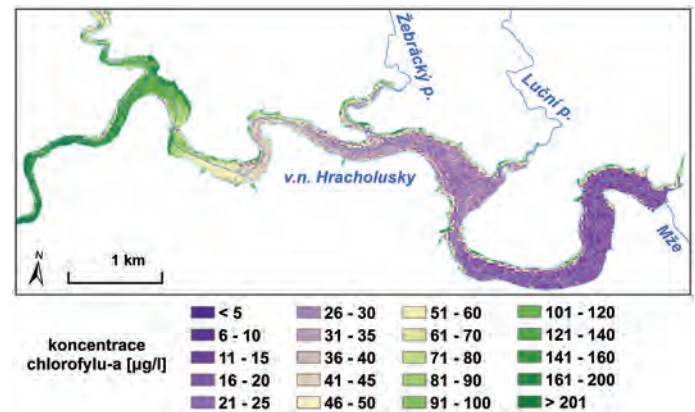 Žebrácký p.
Luční p.
v.n. Hracholusky
Mže
N
1 km
koncentrace
chlorofylu-a [µg/l]
< 5
6 - 10
11 - 15
16 - 20
21 - 25
26 - 30
31 - 35
36 - 40
41 - 45
46 - 50
51 - 60
61 - 70
71 - 80
81 - 90
91 - 100
101 - 120
121 - 140
141 - 160
161 - 200
> 201